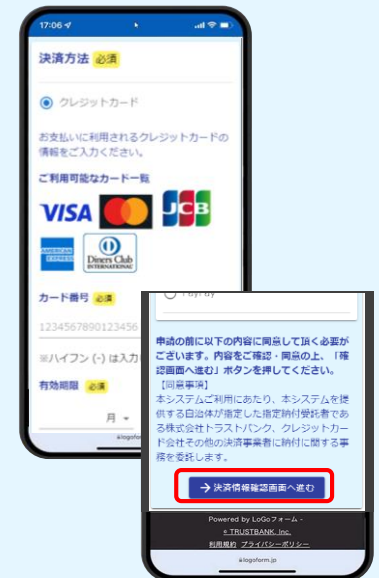 17:06
決済方法 必須
クレジットカード
お支払いに利用されるクレジットカードの
情報をご入力ください。
ご利用可能なカード一覧
VISA JCB
AMERICAN EXPRESS Diners Club INTERNATIONAL
カード番号 必須
1234567890123456
※ハイフン (-) は入力
有効期限 必須
月
PayPay
申請の前に以下の内容に同意して頂く必要が
ございます。内容をご確認・同意の上、「確
認画面へ進む」ボタンを押してください。
【同意事項】
本システムご利用にあたり、本システムを提
供する自治体が指定した指定納付受託者であ
る株式会社トラストバンク、クレジットカー
ド会社その他の決済事業者に納付に関する事
務を委託します。
→ 決済情報確認画面へ進む
Powered by LoGoフォーム -
© TRUSTBANK, Inc.
利用規約 プライバシーポリシー
logoform.jp